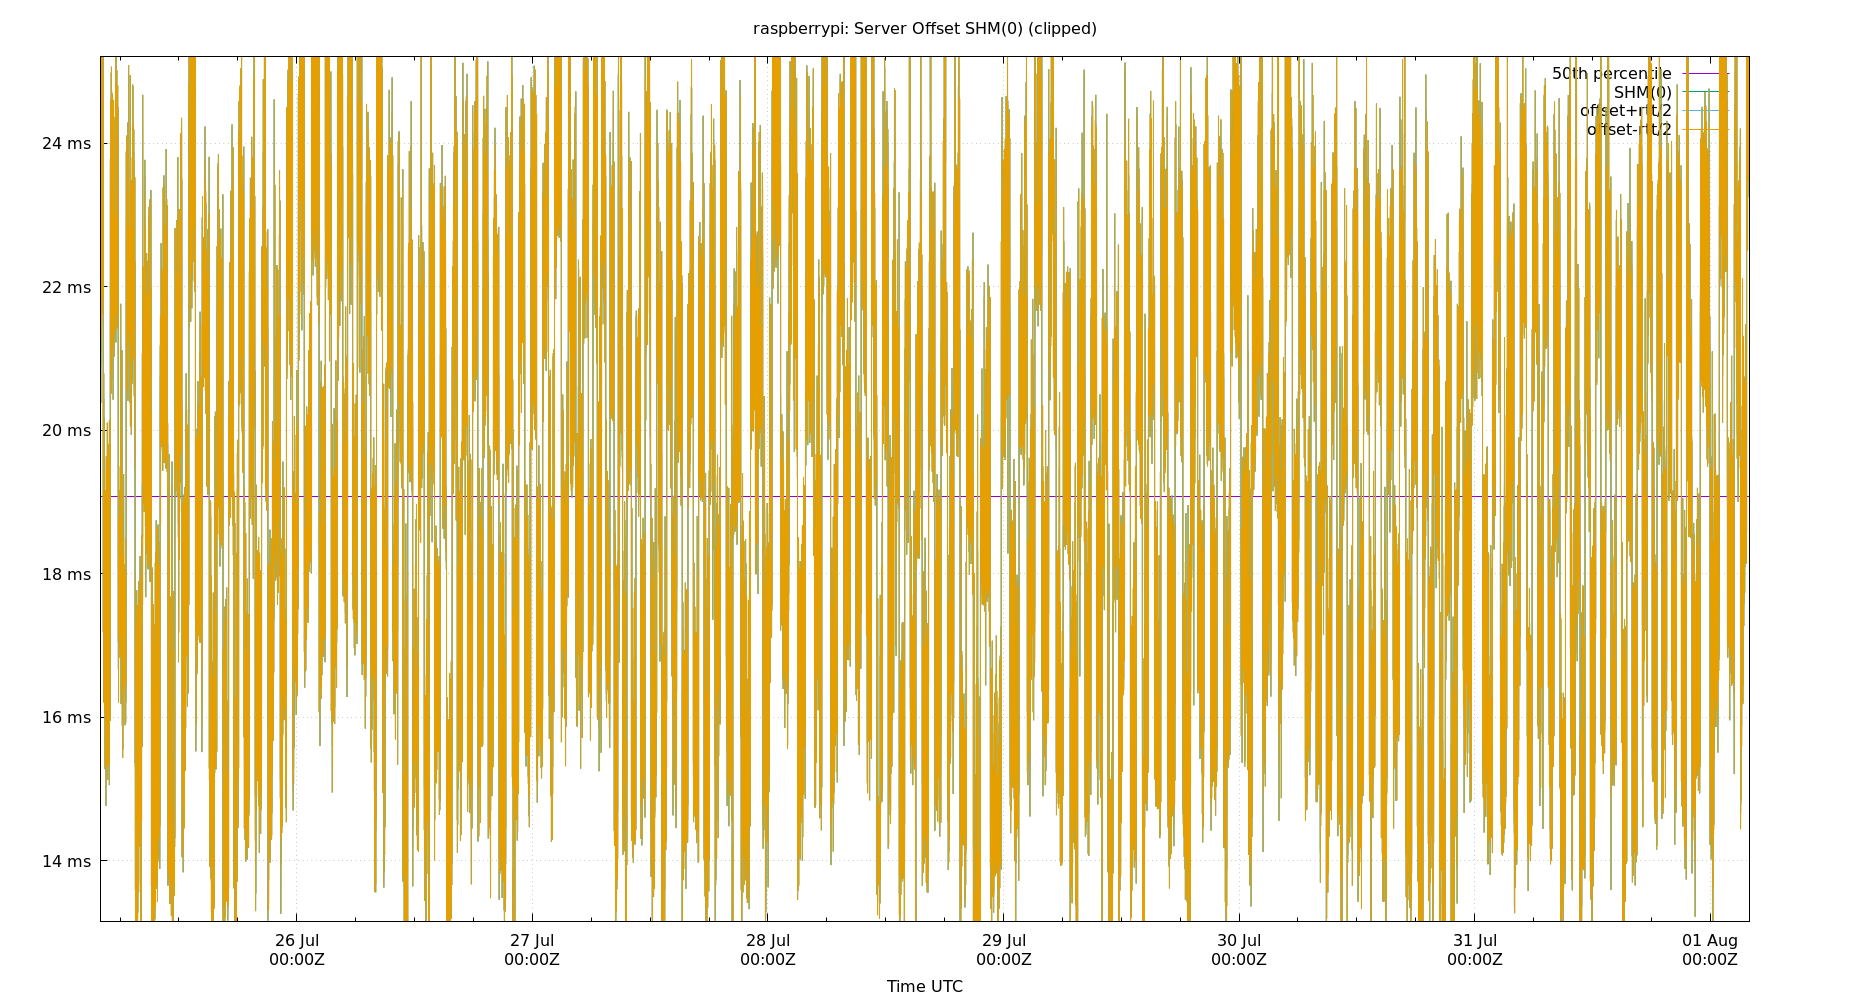 raspberrypi: Server Offset SHM(0) (clipped)
50th percentile
SHM(0)
offset+rtt/2
offset-rtt/2
24 ms
22 ms
20 ms
18 ms
16 ms
14 ms
26 Jul 27 Jul 28 Jul 29 Jul 30 Jul 31 Jul 01 Aug
00:00Z 00:00Z 00:00Z 00:00Z 00:00Z 00:00Z 00:00Z
Time UTC